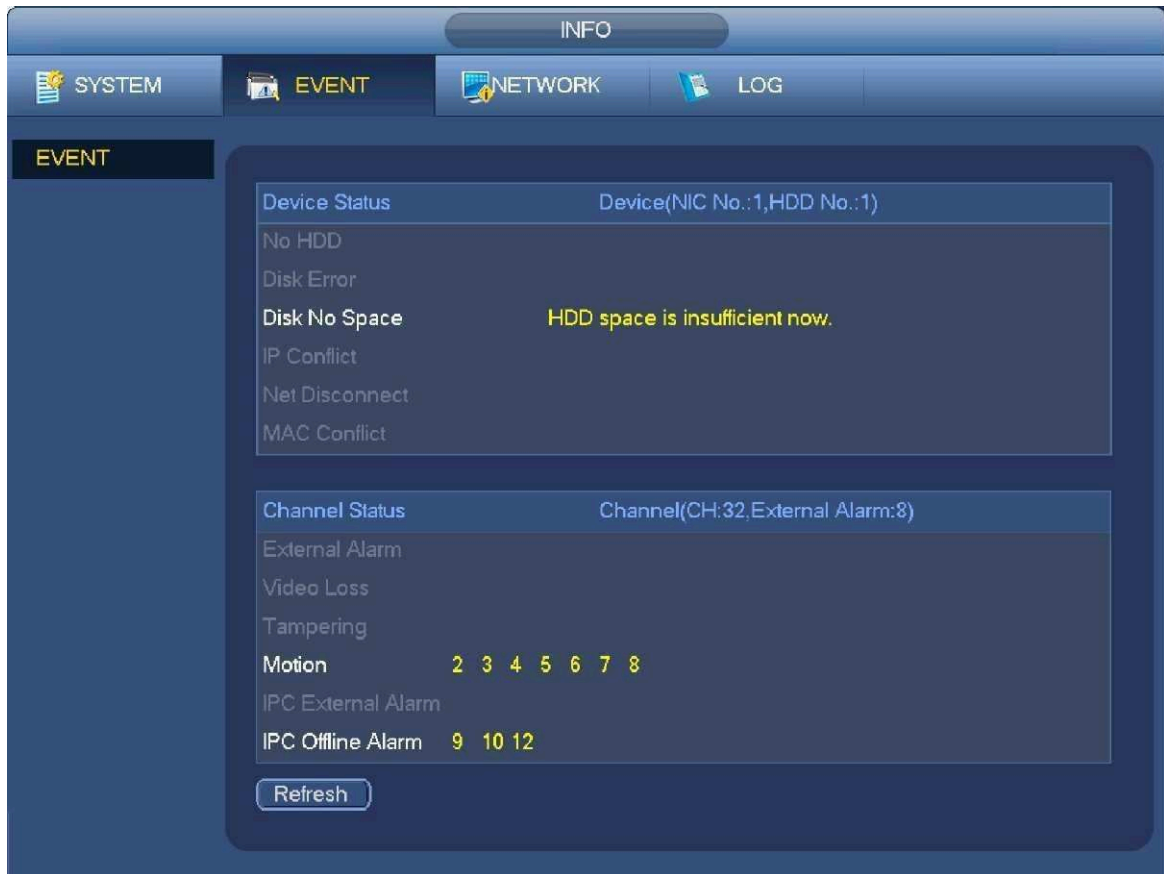 INFO
SYSTEM EVENT NETWORK LOG
EVENT
Device Status Device(NIC No.:1,HDD No.:1)
No HDD
Disk Error
Disk No Space HDD space is insufficient now.
IP Conflict
Net Disconnect
MAC Conflict
Channel Status Channel(CH:32,External Alarm:8)
External Alarm
Video Loss
Tampering
Motion 2 3 4 5 6 7 8
IPC External Alarm
IPC Offline Alarm 9 10 12
Refresh